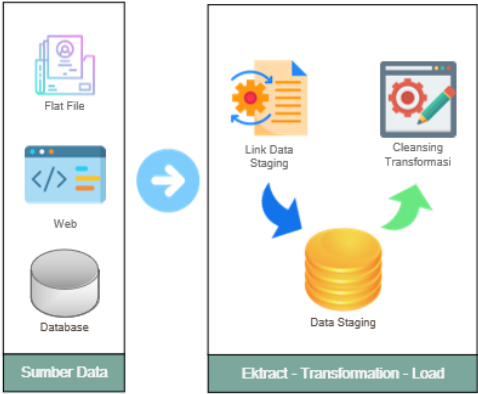 Flat File
</>
Web
Database
Sumber Data
Link Data
Staging
Cleansing
Transformasi
Data Staging
Ektract - Transformation - Load